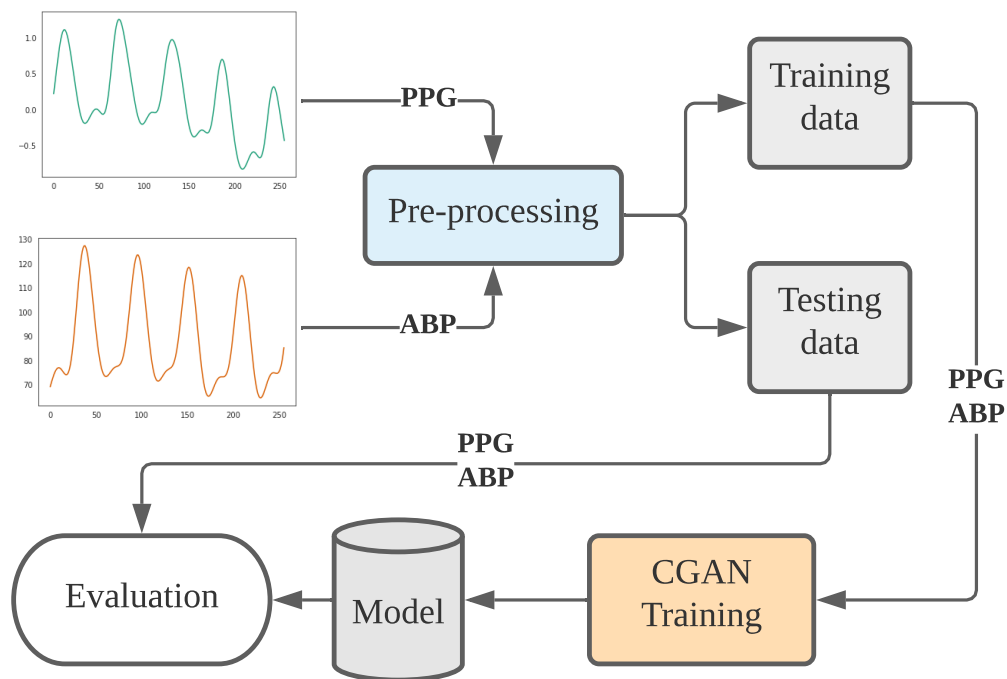 1.0
0.5
0.0
−0.5
0 50 100 150 200 250
PPG
Training
data
Pre-processing
130
120
110
100
90
80
70
0 50 100 150 200 250
ABP
Testing
data
PPG
ABP
PPG
ABP
Evaluation
Model
CGAN
Training